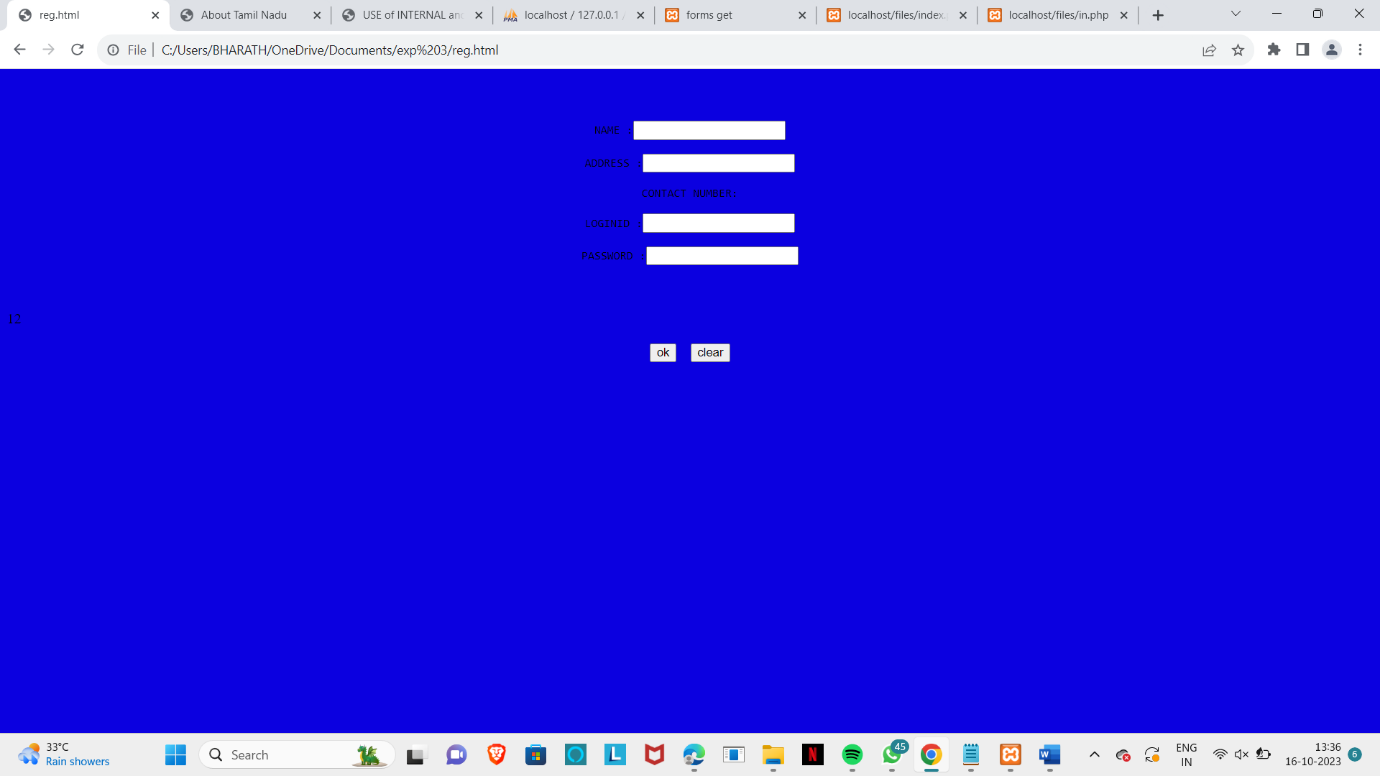 reg.html
About Tamil Nadu
USE of INTERNAL and
localhost / 127.0.0.1 /
forms get
localhost/files/index.
localhost/files/in.php
File | C:/Users/BHARATH/OneDrive/Documents/exp%203/reg.html
NAME :
ADDRESS :
CONTACT NUMBER:
LOGINID :
PASSWORD :
12
ok clear
33°C
Rain showers
Search
45
ENG
IN
13:36
16-10-2023
6